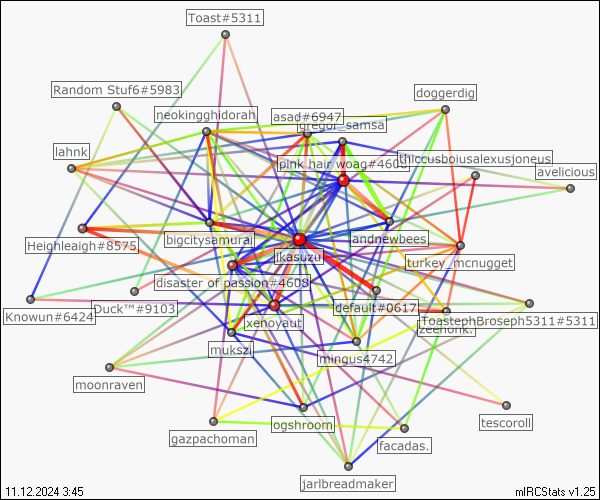 Toast#5311
Random Stuf6#5983
doggerdig
neokingghidorah
asad#6947
gregor_samsa
lahnk
pink hair woag#4608
thiccusboiusalexusjoneus
avelicious
Heighleaigh#8575
bigcitysamurai
andnewbees
ikasuzu
turkey_mcnugget
disaster of passion#4608
Knowun#6424
Duck™#9103
default#0617
ToastephBroseph5311#5311
xenoyaut
zeenohk.
mukszi
mingus4742
moonraven
tescoroll
ogshroom
gazpachoman
facadas.
jarlbreadmaker
11.12.2024 3:45
mIRCStats v1.25